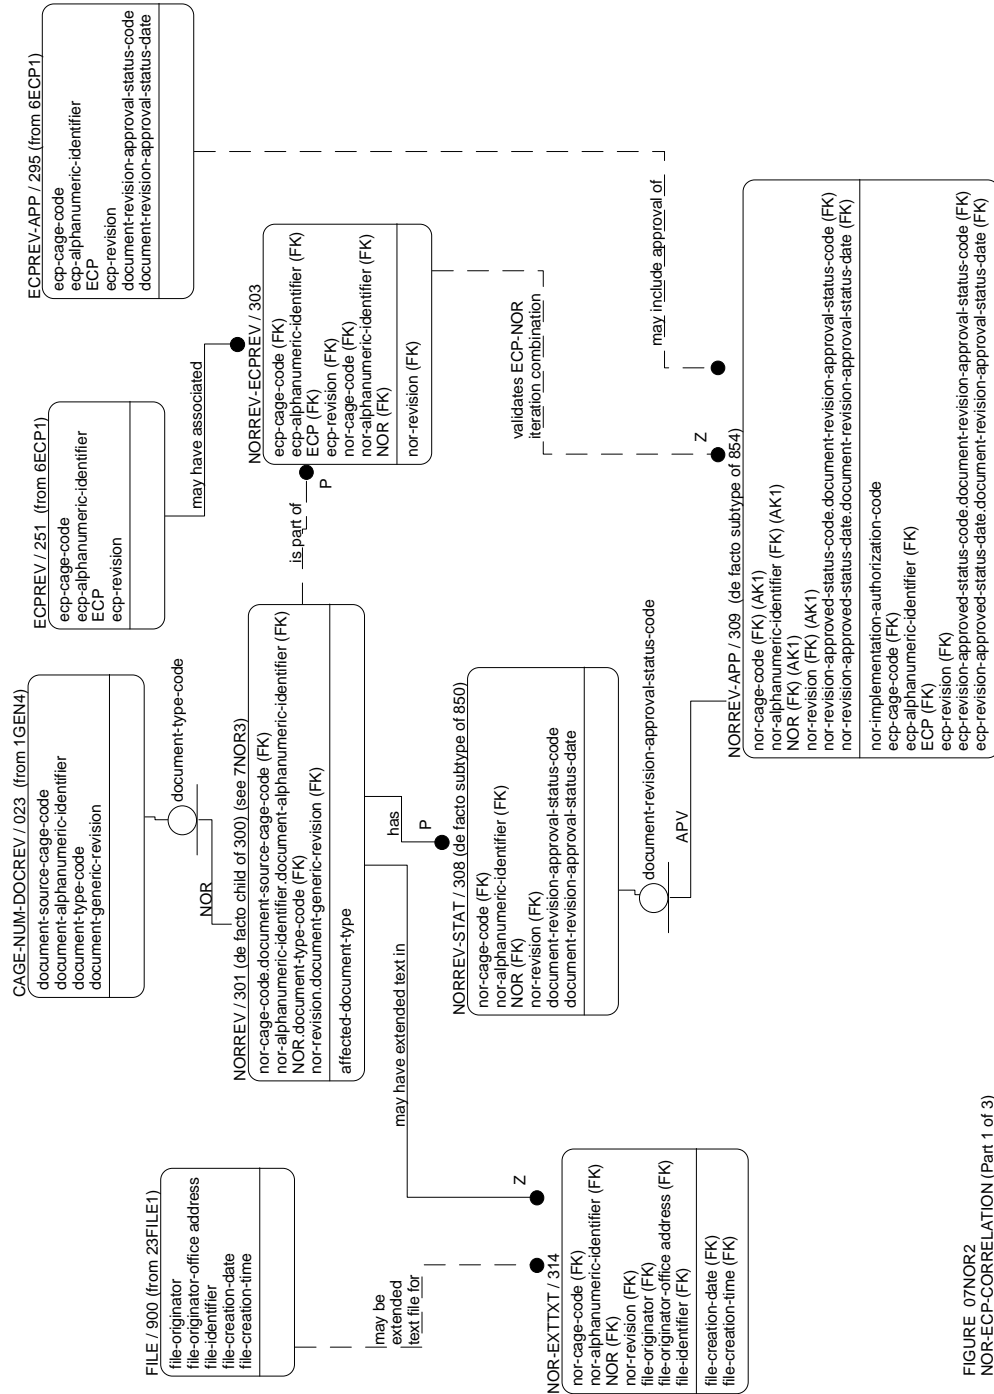 FILE / 900 (from 23FILE1)
file-originator
file-originator-office address
file-identifier
file-creation-date
file-creation-time
may be
extended
text file for
NOR-EXTTXT / 314
nor-cage-code (FK)
nor-alphanumeric-identifier (FK)
NOR (FK)
nor-revision (FK)
file-originator (FK)
file-originator-office address (FK)
file-identifier (FK)
file-creation-date (FK)
file-creation-time (FK)
Z
may have extended text in
CAGE-NUM-DOCREV / 023  (from 1GEN4)
document-source-cage-code
document-alphanumeric-identifier
document-type-code
document-generic-revision
document-type-code
NOR
NORREV / 301 (de facto child of 300) (see 7NOR3)
nor-cage-code.document-source-cage-code (FK)
nor-alphanumeric-identifier.document-alphanumeric-identifier (FK)
NOR.document-type-code (FK)
nor-revision.document-generic-revision (FK)
affected-document-type
has
P
NORREV-STAT / 308 (de facto subtype of 850)
nor-cage-code (FK)
nor-alphanumeric-identifier (FK)
NOR (FK)
nor-revision (FK)
document-revision-approval-status-code
document-revision-approval-status-date
document-revision-approval-status-code
APV
ECPREV / 251  (from 6ECP1)
ecp-cage-code
ecp-alphanumeric-identifier
ECP
ecp-revision
may have associated
is part of
P
NORREV-ECPREV / 303
ecp-cage-code (FK)
ecp-alphanumeric-identifier (FK)
ECP (FK)
ecp-revision (FK)
nor-cage-code (FK)
nor-alphanumeric-identifier (FK)
NOR (FK)
nor-revision (FK)
validates ECP-NOR
iteration combination
Z
ECPREV-APP / 295 (from 6ECP1)
ecp-cage-code
ecp-alphanumeric-identifier
ECP
ecp-revision
document-revision-approval-status-code
document-revision-approval-status-date
may include approval of
NORREV-APP / 309  (de facto subtype of 854)
nor-cage-code (FK) (AK1)
nor-alphanumeric-identifier (FK) (AK1)
NOR (FK) (AK1)
nor-revision (FK) (AK1)
nor-revision-approved-status-code.document-revision-approval-status-code (FK)
nor-revision-approved-status-date.document-revision-approval-status-date (FK)
nor-implementation-authorization-code
ecp-cage-code (FK)
ecp-alphanumeric-identifier (FK)
ECP (FK)
ecp-revision (FK)
ecp-revision-approved-status-code.document-revision-approval-status-code (FK)
ecp-revision-approved-status-date.document-revision-approval-status-date (FK)
FIGURE  07NOR2
NOR-ECP-CORRELATION (Part 1 of 3)